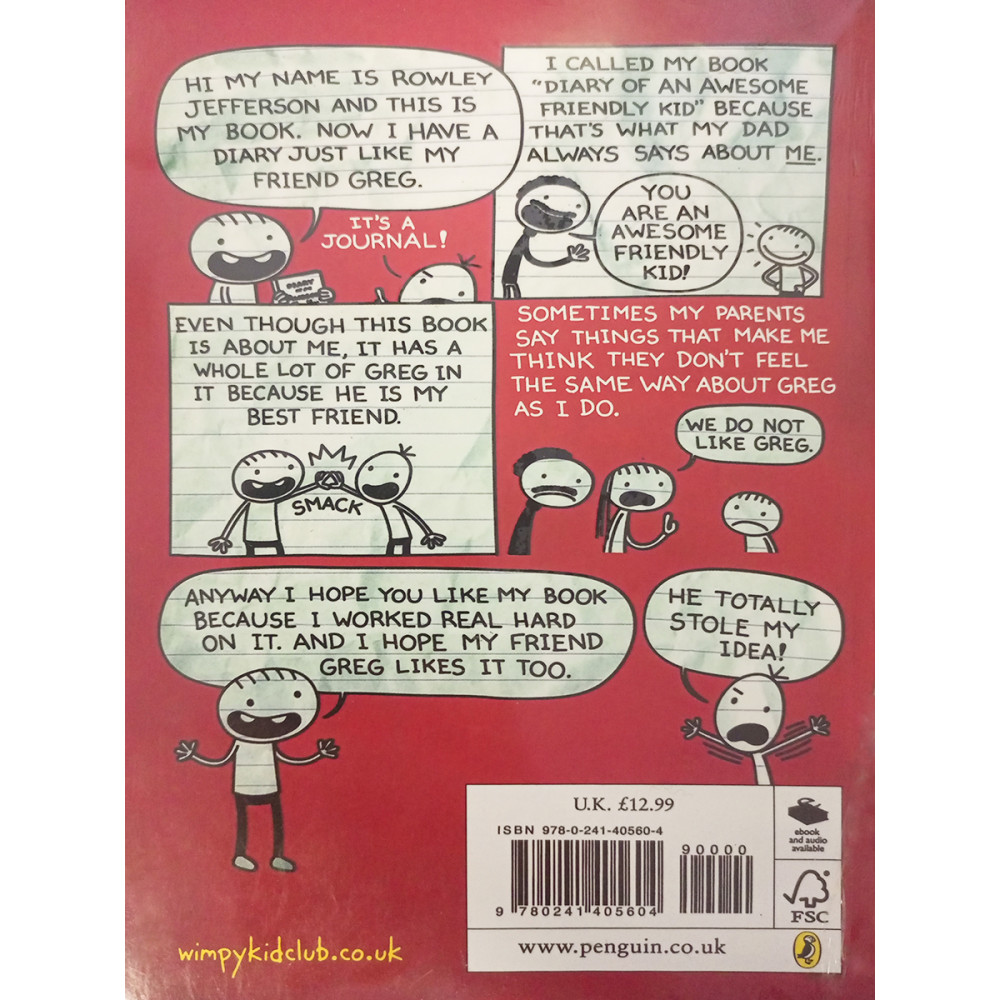 HI MY NAME IS ROWLEY
JEFFERSON AND THIS IS
MY BOOK. NOW I HAVE A
DIARY JUST LIKE MY
FRIEND GREG.
IT'S A
JOURNAL!
DIARY
I CALLED MY BOOK
"DIARY OF AN AWESOME
FRIENDLY KID" BECAUSE
THAT'S WHAT MY DAD
ALWAYS SAYS ABOUT ME.
YOU
ARE AN
AWESOME
FRIENDLY
KID!
EVEN THOUGH THIS BOOK
IS ABOUT ME, IT HAS A
WHOLE LOT OF GREG IN
IT BECAUSE HE IS MY
BEST FRIEND.
SMACK
SOMETIMES MY PARENTS
SAY THINGS THAT MAKE ME
THINK THEY DON'T FEEL
THE SAME WAY ABOUT GREG
AS I DO.
WE DO NOT
LIKE GREG.
ANYWAY I HOPE YOU LIKE MY BOOK
BECAUSE I WORKED REAL HARD
ON IT. AND I HOPE MY FRIEND
GREG LIKES IT TOO.
HE TOTALLY
STOLE MY
IDEA!
U.K. £12.99
ISBN 978-0-241-40560-4
90000
9 780241 405604
ebook
and audio
available
FSC
www.penguin.co.uk
wimpykidclub.co.uk